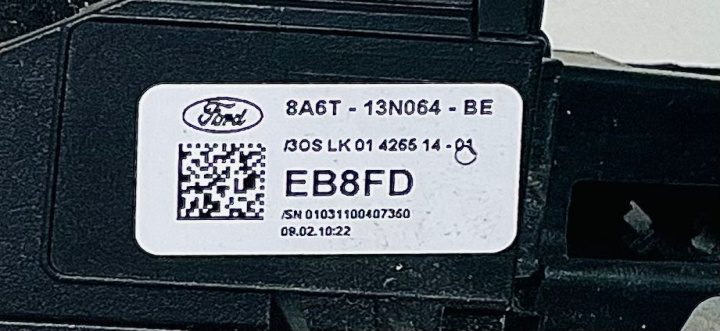 Ford
8A6T - 13N064 - BE
/3OS LK 01 4265 14 - 01
EB8FD
/SN 01031100407360
09.02.10:22